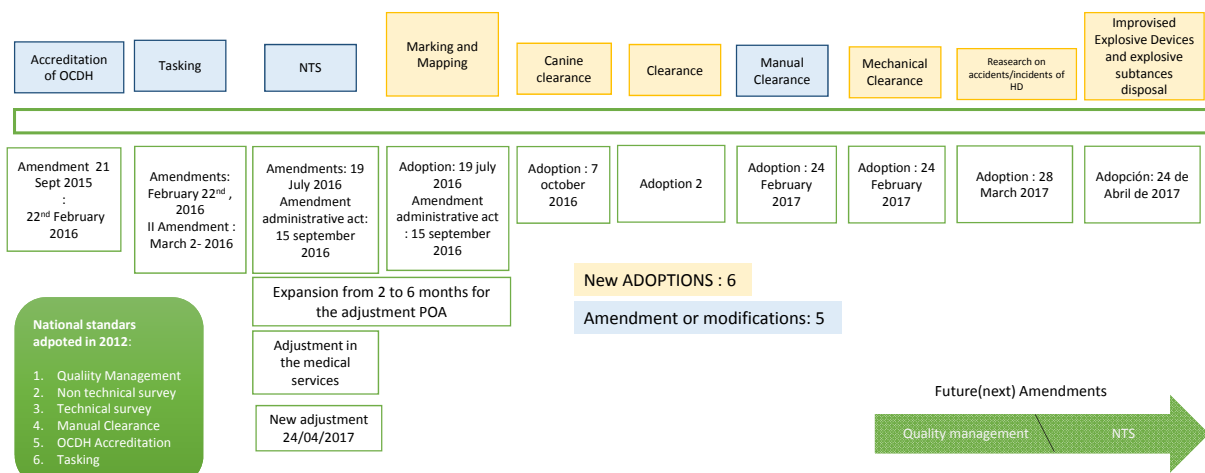 Accreditation
of OCDH
Tasking
NTS
Marking and
Mapping
Canine
clearance
Clearance
Manual
Clearance
Mechanical
Clearance
Reasearch on
accidents/incidents of
HD
Improvised
Explosive Devices
and explosive
subtances
disposal
Amendment 21
Sept 2015
:
22nd February
2016
Amendments:
February 22nd ,
2016
II Amendment :
March 2- 2016
Amendments: 19
July 2016
Amendment
administrative act:
15 september
2016
Adoption: 19 july
2016
Amendment
administrative act
: 15 september
2016
Adoption : 7
october
2016
Adoption 2
Adoption : 24
February
2017
Adoption : 24
February
2017
Adoption : 28
March 2017
Adopción: 24 de
Abril de 2017
Expansion from 2 to 6 months for
the adjustment POA
Adjustment in
the medical
services
New adjustment
24/04/2017
New ADOPTIONS : 6
Amendment or modifications: 5
National standars
adpoted in 2012:
1. Qualiity Management
2. Non technical survey
3. Technical survey
4. Manual Clearance
5. OCDH Accreditation
6. Tasking
Future(next) Amendments
Quality management
NTS